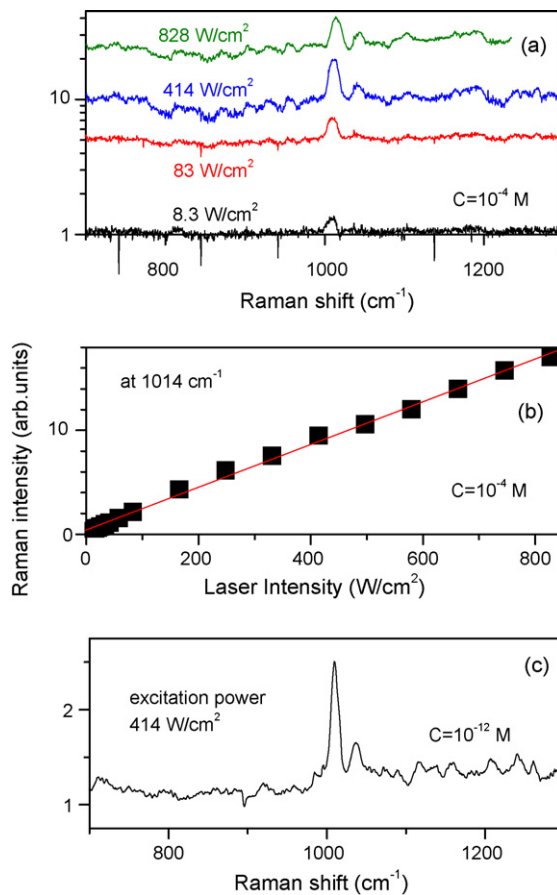 828 W/cm²
(a)
10
414 W/cm²
83 W/cm²
8.3 W/cm²
C=10⁻⁴ M
1
800 1000 1200
Raman shift (cm⁻¹)
Raman intensity (arb.units)
at 1014 cm⁻¹
(b)
10
C=10⁻⁴ M
0
0 200 400 600 800
Laser Intensity (W/cm²)
(c)
2
excitation power
414 W/cm²
C=10⁻¹² M
1
800 1000 1200
Raman shift (cm⁻¹)